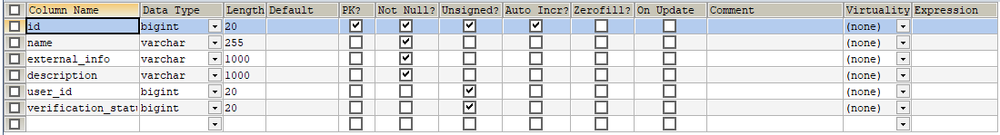 Column Name Data Type Length Default PK? Not Null? Unsigned? Auto Incr? Zerofill? On Update Comment Virtuality Expression
id bigint 20 (none)
name varchar 255 (none)
external_info varchar 1000 (none)
description varchar 1000 (none)
user_id bigint 20 (none)
verification_statu bigint 20 (none)